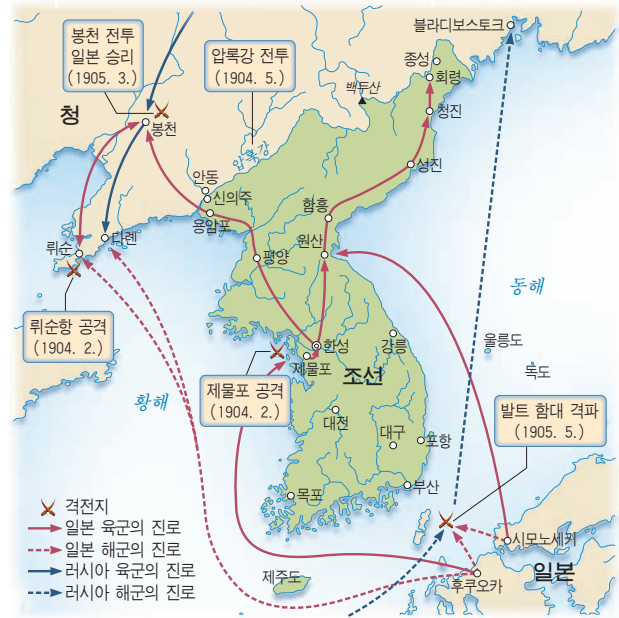 봉천 전투
일본 승리
(1905. 3.)
압록강 전투
(1904. 5.)
블라디보스토크
종성
회령
백두산
청진
청
봉천
압록강
성진
안동
신의주
용암포
함흥
뤼순
다롄
평양
원산
동해
뤼순항 공격
(1904. 2.)
한성
강릉
울릉도
제물포
조선
독도
황해
제물포 공격
(1904. 2.)
대전
대구
포항
발트 함대 격파
(1905. 5.)
목포
부산
격전지
일본 육군의 진로
일본 해군의 진로
러시아 육군의 진로
러시아 해군의 진로
시모노세키
일본
제주도
후쿠오카